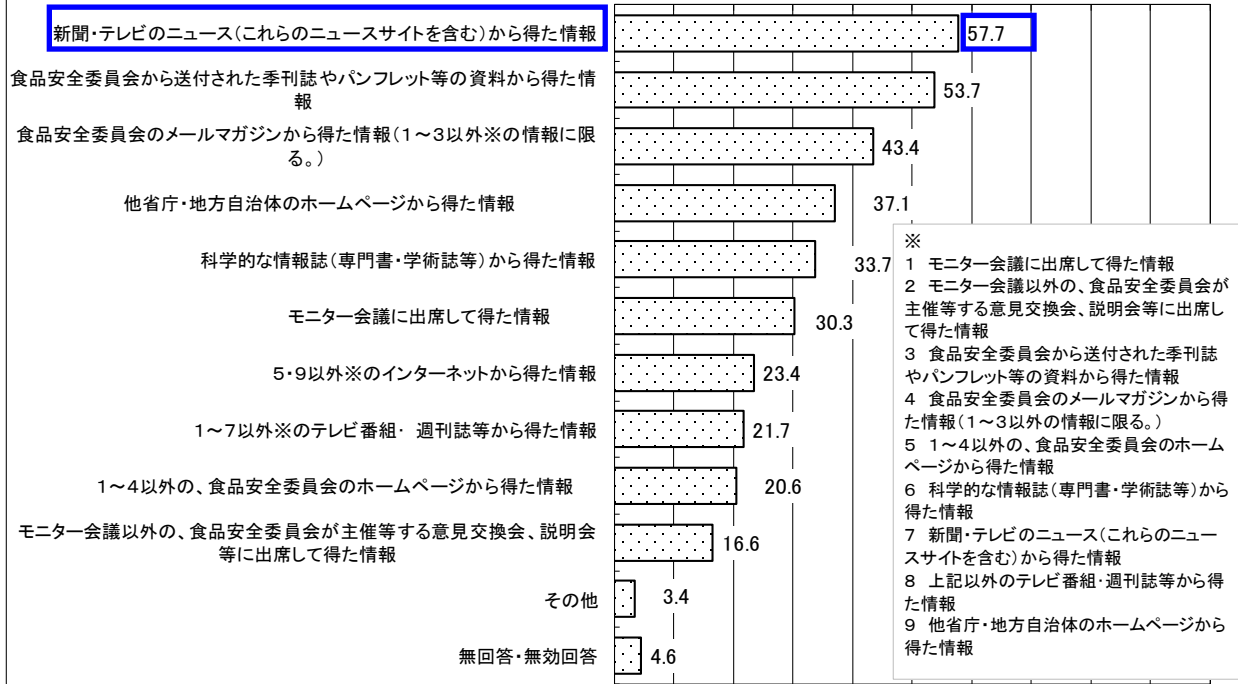 新聞・テレビのニュース（これらのニュースサイトを含む）から得た情報
57.7
食品安全委員会から送付された季刊誌やパンフレット等の資料から得た情
報
53.7
食品安全委員会のメールマガジンから得た情報（１～３以外※の情報に限
る。）
43.4
他省庁・地方自治体のホームページから得た情報
37.1
科学的な情報誌（専門書・学術誌等）から得た情報
33.7
モニター会議に出席して得た情報
30.3
５・９以外※のインターネットから得た情報
23.4
１～７以外※のテレビ番組・ 週刊誌等から得た情報
21.7
１～４以外の、食品安全委員会のホームページから得た情報
20.6
モニター会議以外の、食品安全委員会が主催等する意見交換会、説明会
等に出席して得た情報
16.6
その他
3.4
無回答・無効回答
4.6
※
１ モニター会議に出席して得た情報
２ モニター会議以外の、食品安全委員会が
主催等する意見交換会、説明会等に出席し
て得た情報
３ 食品安全委員会から送付された季刊誌
やパンフレット等の資料から得た情報
４ 食品安全委員会のメールマガジンから得
た情報（１～３以外の情報に限る。）
５ １～４以外の、食品安全委員会のホーム
ページから得た情報
６ 科学的な情報誌（専門書・学術誌等）から
得た情報
７ 新聞・テレビのニュース（これらのニュー
スサイトを含む）から得た情報
８ 上記以外のテレビ番組・週刊誌等から得
た情報
９ 他省庁・地方自治体のホームページから
得た情報